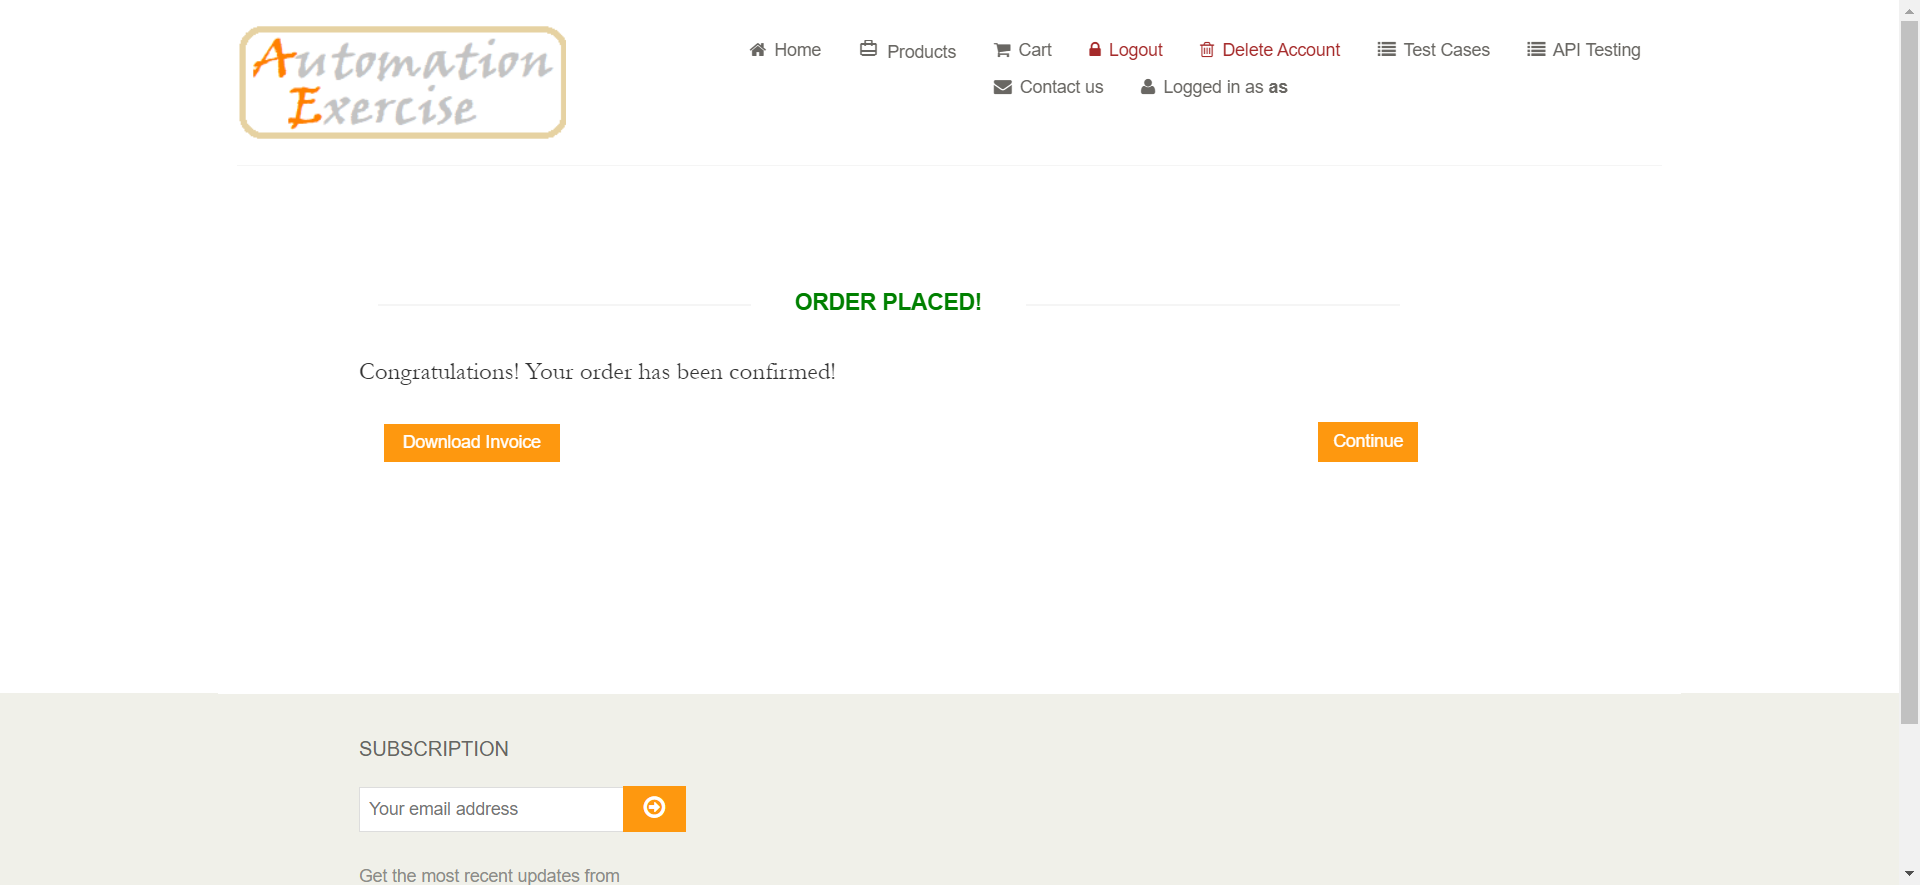 Automation
Exercise
Home
Products
Cart
Logout
Delete Account
Test Cases
API Testing
Contact us
Logged in as as
ORDER PLACED!
Congratulations! Your order has been confirmed!
Download Invoice
Continue
SUBSCRIPTION
Your email address
Get the most recent updates from